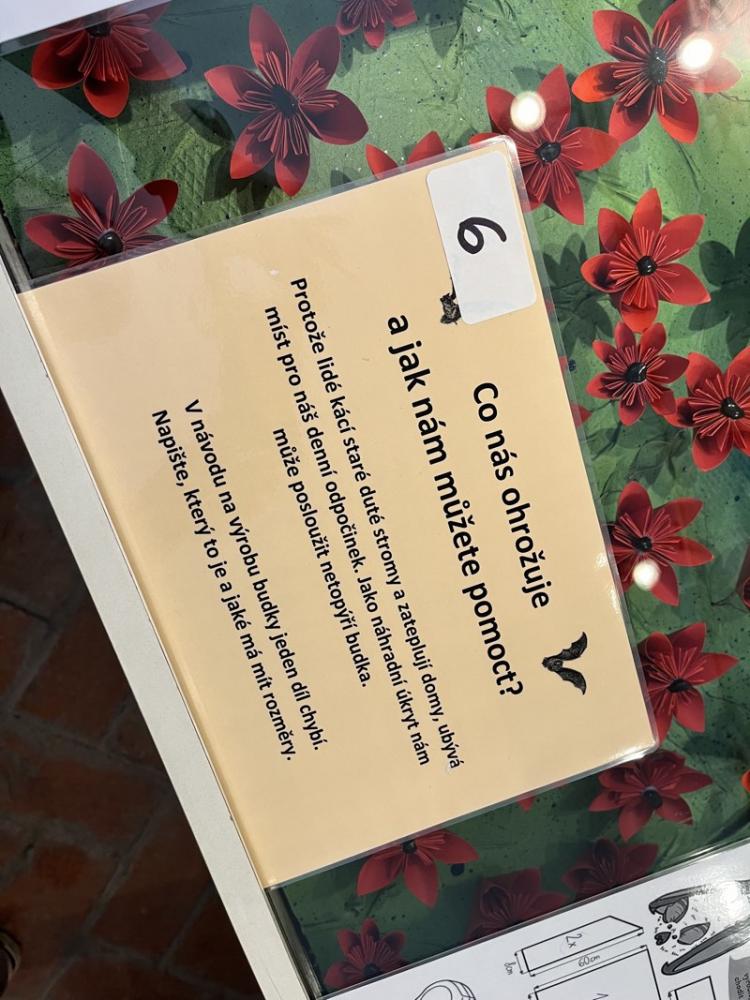 6
Co nás ohrožuje
a jak nám můžete pomoct?
Protože lidé kácí staré duté stromy a zateplují domy, ubývá
míst pro náš denní odpočinek. Jako náhradní úkryt nám
může posloužit netopýří budka.
V návodu na výrobu budky jeden díl chybí.
Napište, který to je a jaké má mít rozměry.
2x
60cm